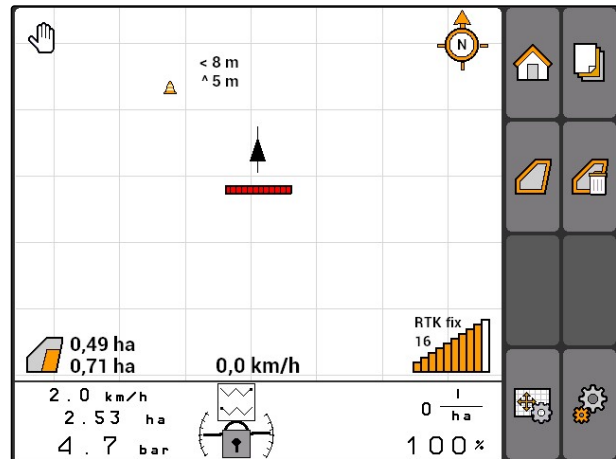 N
< 8 m
^ 5 m
RTK fix
16
0,49 ha
0,71 ha
0,0 km/h
2.0 km/h
2.53 ha
4.7 bar
0 l/ha
100%